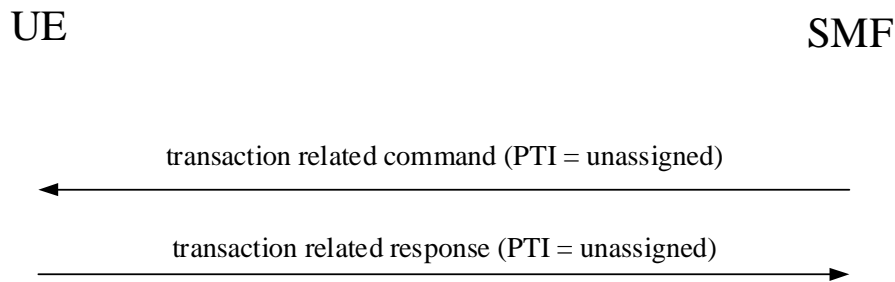 UE
SMF
transaction related command (PTI = unassigned)
transaction related response (PTI = unassigned)